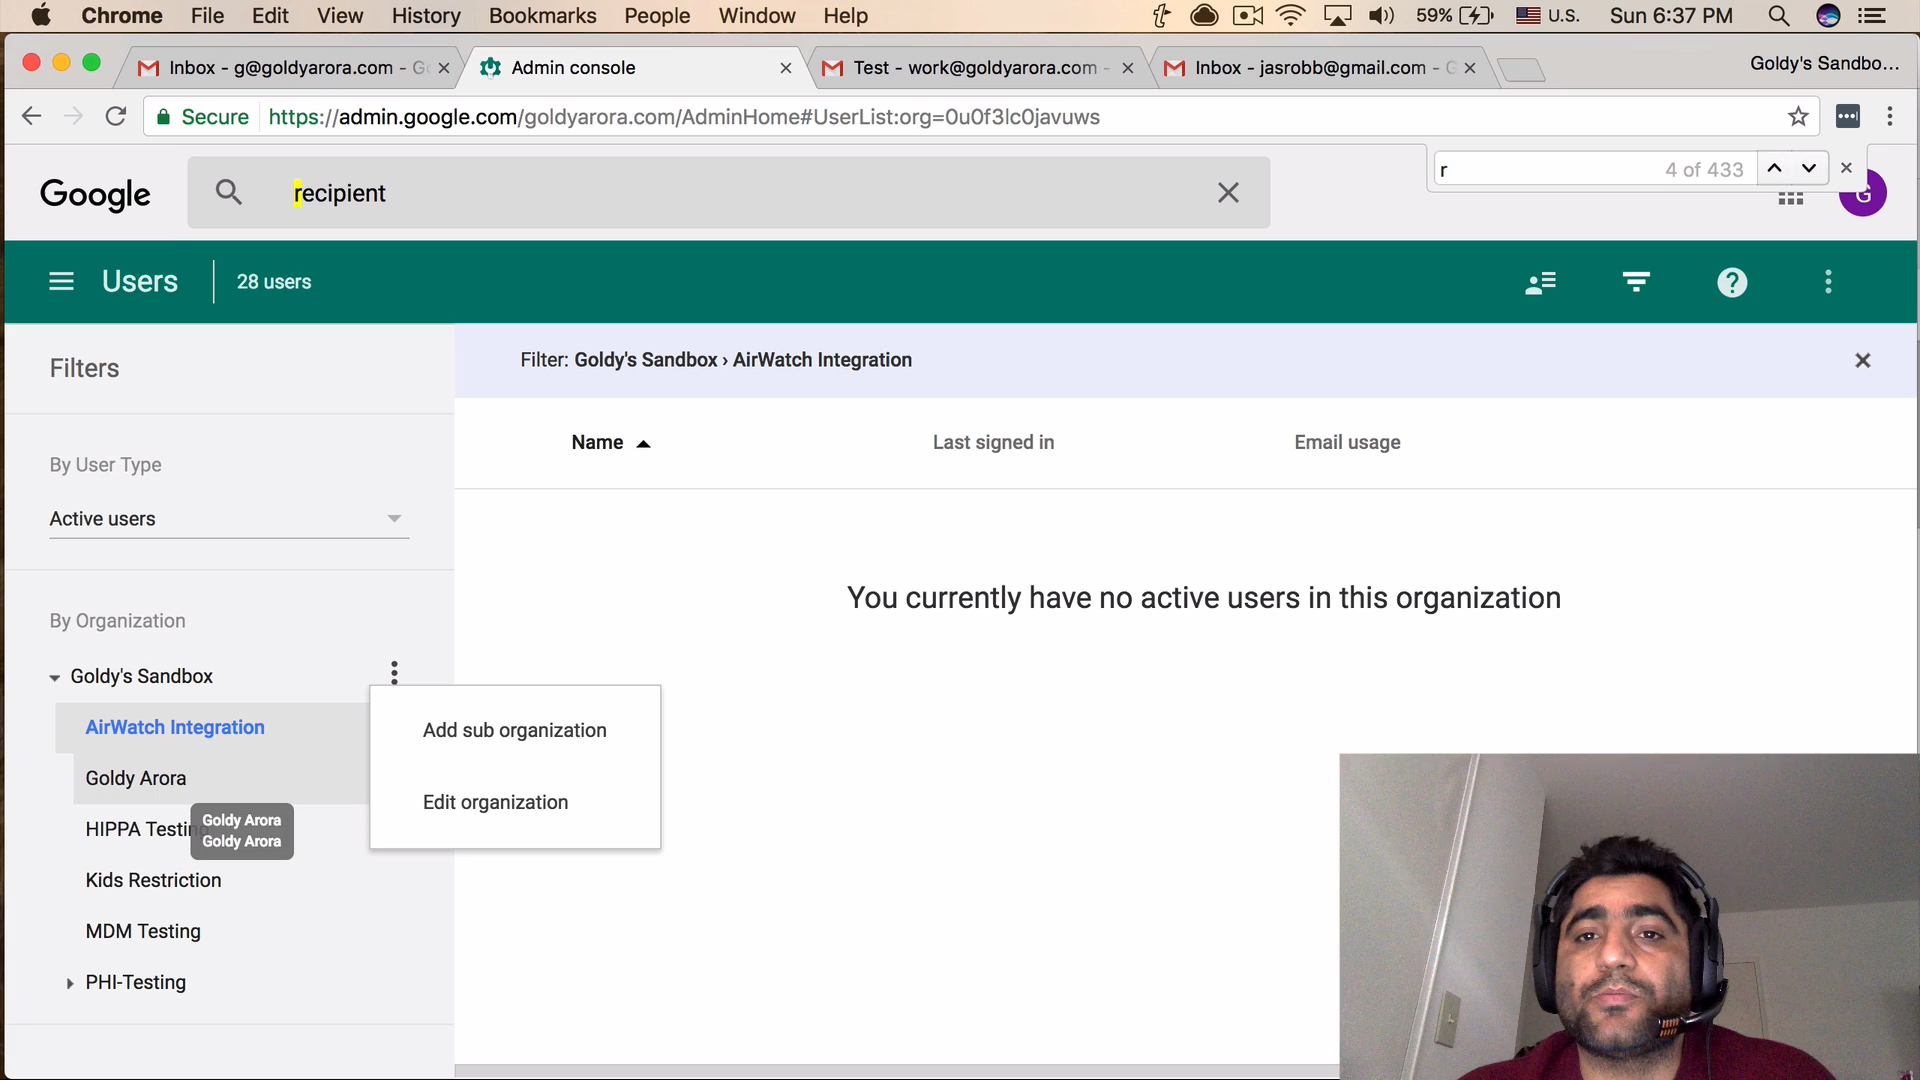 Chrome File Edit View History Bookmarks People Window Help 59% U.S. Sun 6:37 PM
Inbox - g@goldyarora.com - Admin console Test - work@goldyarora.com - Inbox - jasrobb@gmail.com - Goldy's Sandbo...
Secure https://admin.google.com/goldyarora.com/AdminHome#UserList:org=0u0f3lc0javuws
r 4 of 433
Google recipient G
Users 28 users ?
Filters
Filter: Goldy's Sandbox › AirWatch Integration
Name Last signed in Email usage
By User Type
Active users
You currently have no active users in this organization
By Organization
Goldy's Sandbox
AirWatch Integration
Add sub organization
Goldy Arora
Edit organization
HIPPA Testin
Goldy Arora
Goldy Arora
Kids Restriction
MDM Testing
PHI-Testing